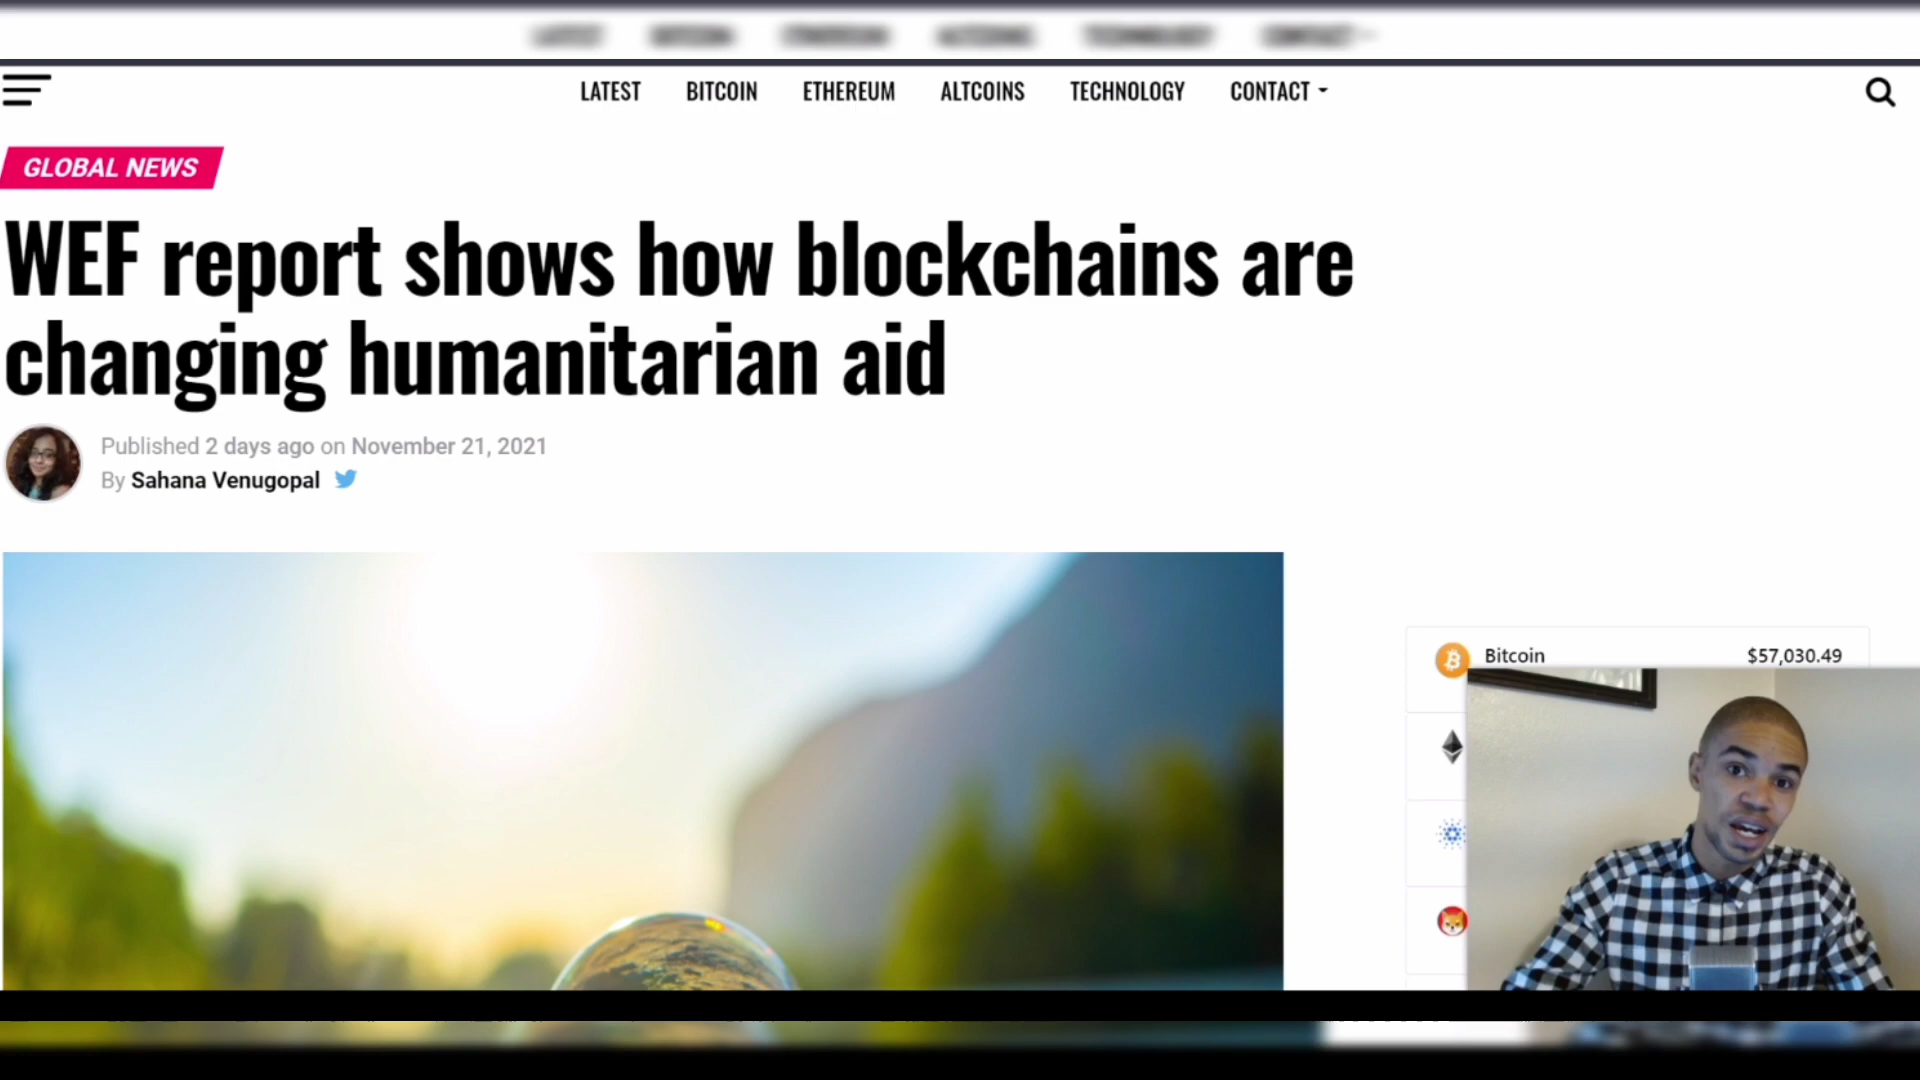 LATEST BITCOIN ETHEREUM ALTCOINS TECHNOLOGY CONTACT
GLOBAL NEWS
WEF report shows how blockchains are
changing humanitarian aid
Published 2 days ago on November 21, 2021
By Sahana Venugopal
Bitcoin $57,030.49